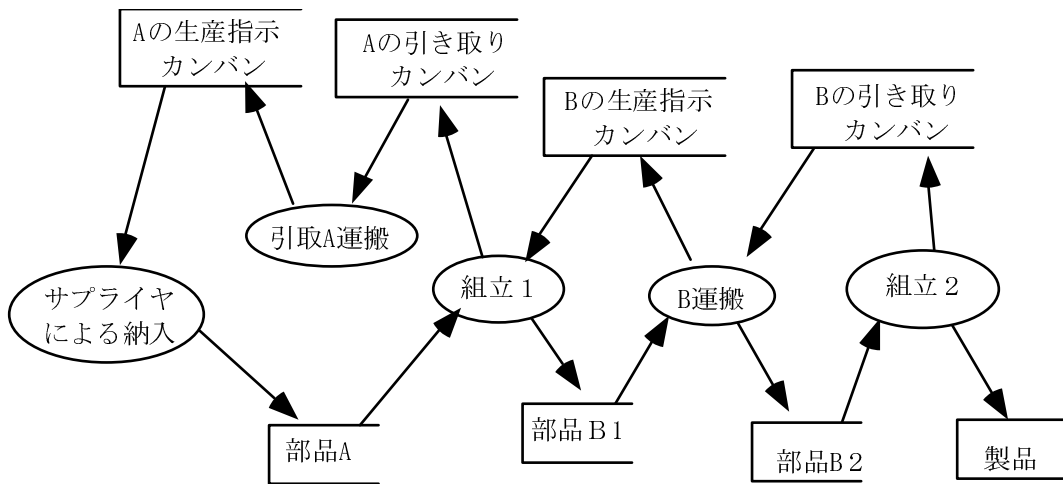 Aの生産指示
カンバン
Aの引き取り
カンバン
Bの生産指示
カンバン
Bの引き取り
カンバン
引取A運搬
サプライヤ
による納入
組立１
B運搬
組立２
部品A
部品Ｂ1
部品B２
製品